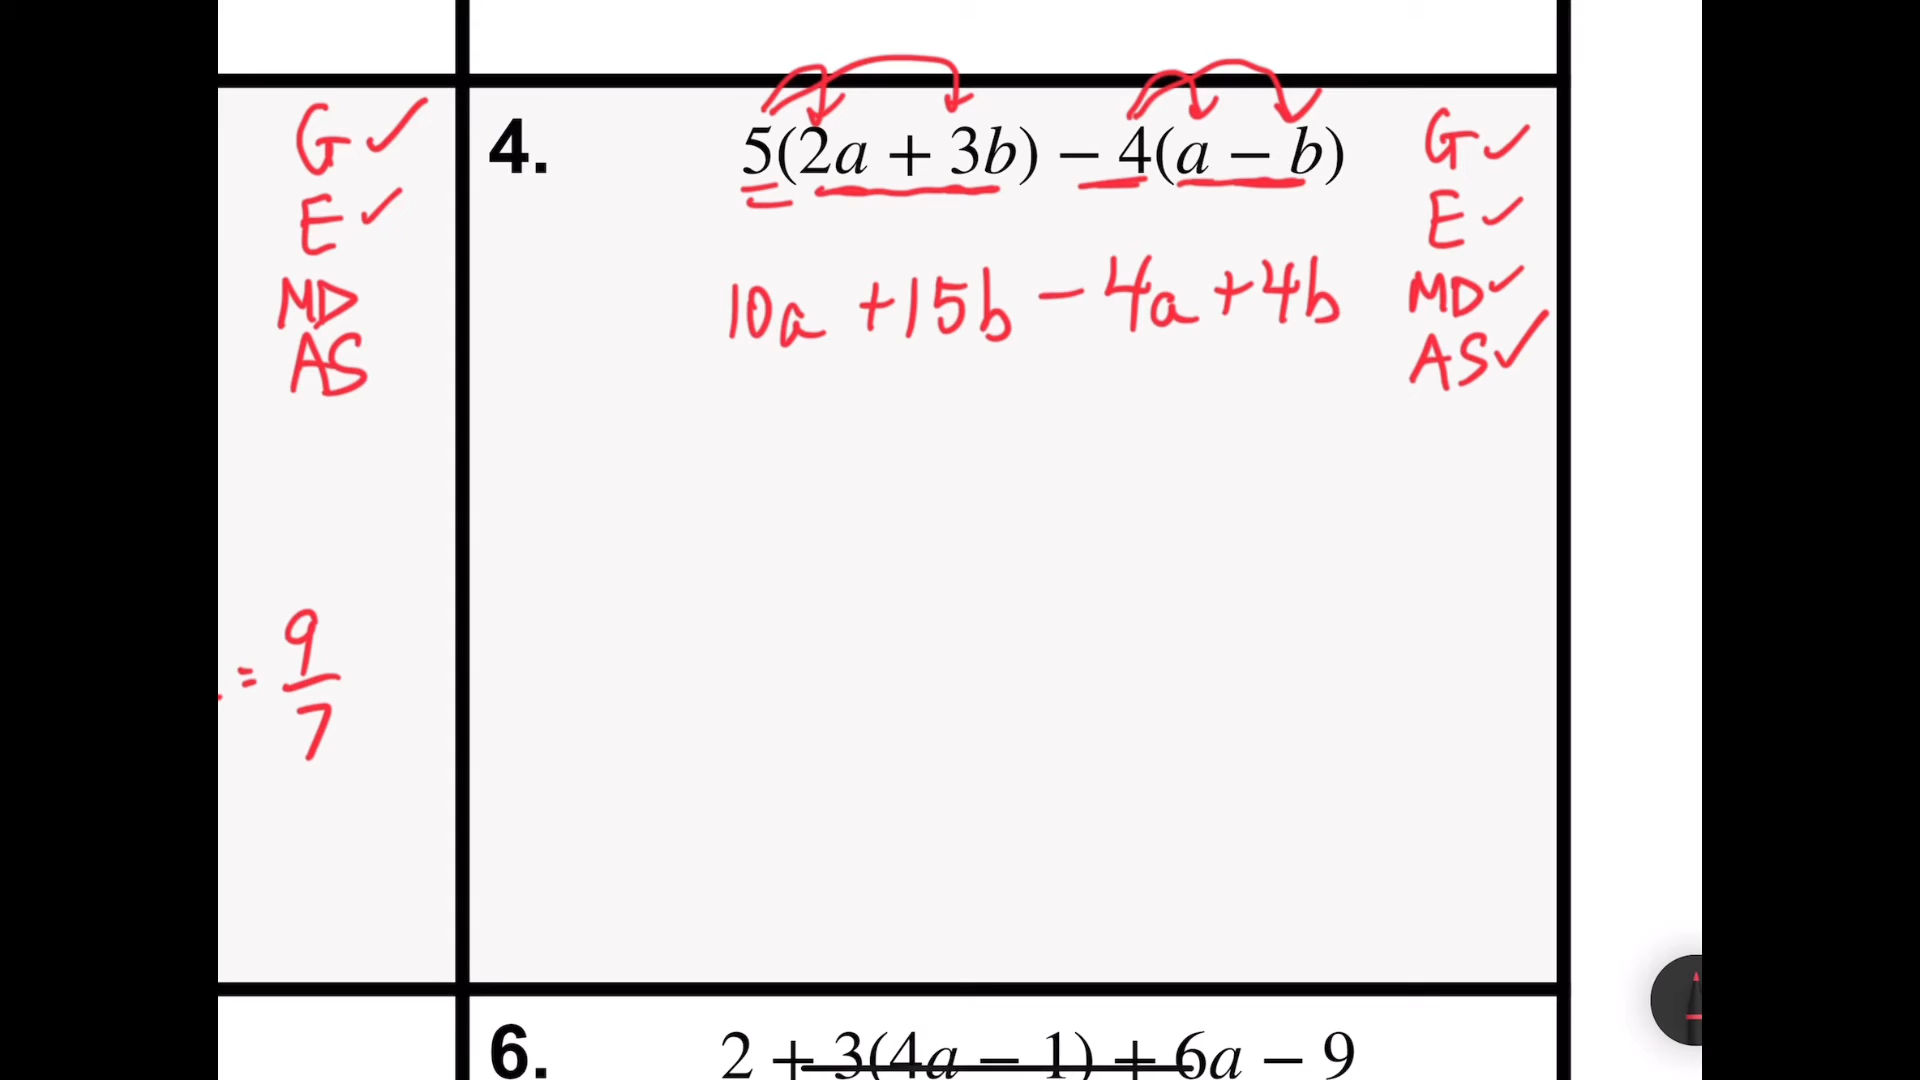 G✓
E✓
MD
AS
= 9/7
4. 5(2a + 3b) − 4(a − b)
10a +15b −4a +4b
G✓
E✓
MD✓
AS✓
6. 2 + 3(4a − 1) + 6a − 9